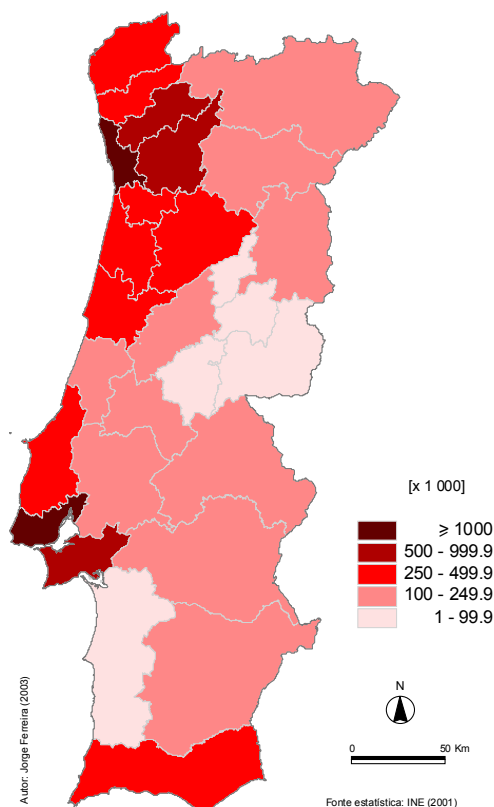 [x 1 000]
⩾ 1000
500 - 999.9
250 - 499.9
100 - 249.9
1 - 99.9
N
0 50 Km
Autor: Jorge Ferreira (2003)
Fonte estatística: INE (2001)